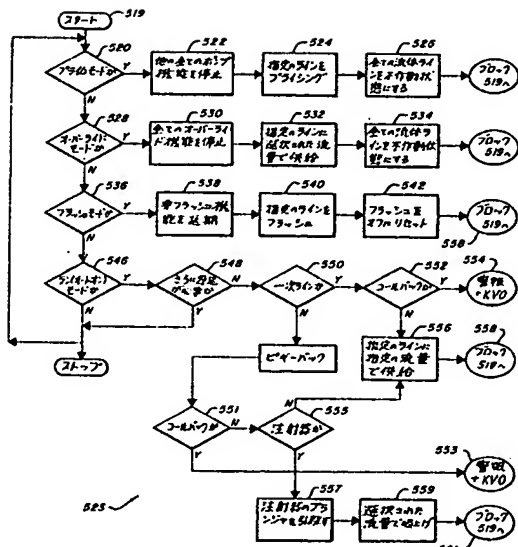 スタート
519
520
プライムモードか
Y
N
522
他の全てのポンプ
機能を停止
524
指定のラインを
プライミング
526
全ての流体ラ
インを不作動状
態にする
ブロック
519へ
528
オーバーライド
モードか
Y
N
530
全てのオーバーライ
ド機能を停止
532
指定のラインに
選択された流
量で供給
534
全ての流体ラ
インを不作動状
態にする
ブロック
519へ
536
フラッシュモードか
Y
N
538
非フラッシュ機
能を延期
540
指定のラインを
フラッシュ
542
フラッシュを
オフにリセット
ブロック
519へ
558
546
ラン(オートオン)
モードか
Y
N
548
さらに
が必要か
N
Y
550
一次ラインか
Y
N
552
コールバックか
Y
N
554
警報
+KVO
ストップ
ピギーバック
556
指定のラインに
指定の流量
で供給
558
ブロック
519へ
551
コールバックか
N
Y
555
注射器か
N
Y
553
警報
+KVO
523
557
注射器のプラン
ジャを引戻す
559
選択された
流量で
ブロック
519へ